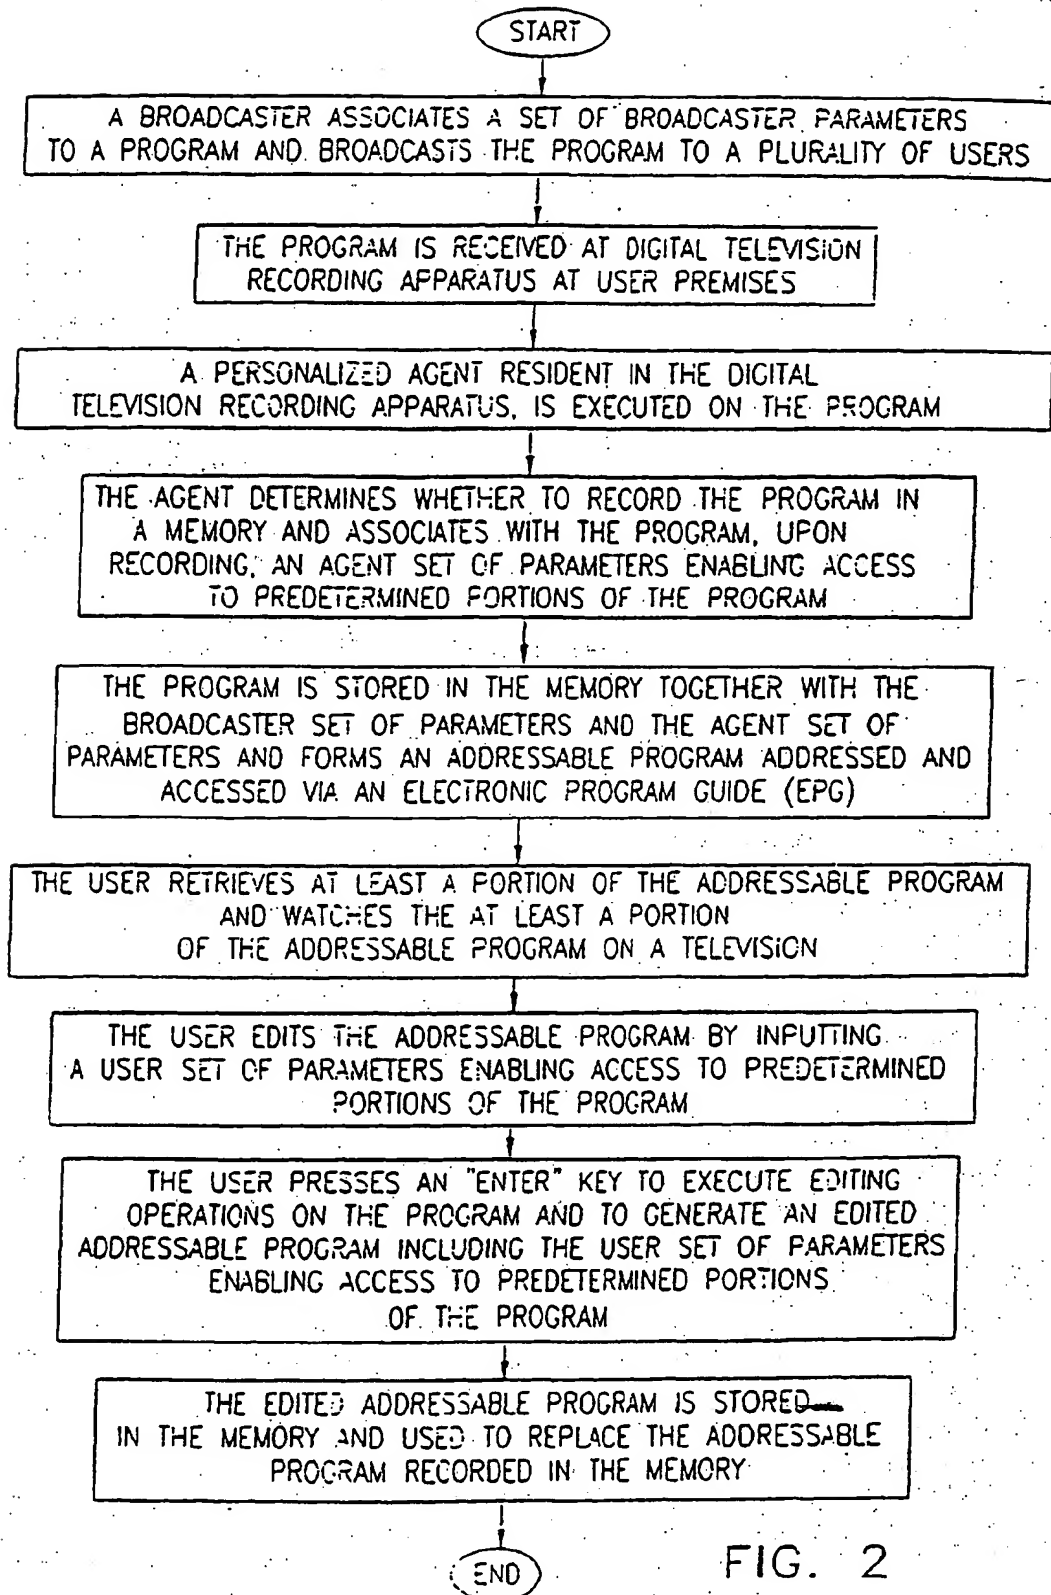 START
A BROADCASTER ASSOCIATES A SET OF BROADCASTER PARAMETERS
TO A PROGRAM AND BROADCASTS THE PROGRAM TO A PLURALITY OF USERS
THE PROGRAM IS RECEIVED AT DIGITAL TELEVISION
RECORDING APPARATUS AT USER PREMISES
A PERSONALIZED AGENT RESIDENT IN THE DIGITAL
TELEVISION RECORDING APPARATUS, IS EXECUTED ON THE PROGRAM
THE AGENT DETERMINES WHETHER TO RECORD THE PROGRAM IN
A MEMORY AND ASSOCIATES WITH THE PROGRAM, UPON
RECORDING, AN AGENT SET OF PARAMETERS ENABLING ACCESS
TO PREDETERMINED PORTIONS OF THE PROGRAM
THE PROGRAM IS STORED IN THE MEMORY TOGETHER WITH THE
BROADCASTER SET OF PARAMETERS AND THE AGENT SET OF
PARAMETERS AND FORMS AN ADDRESSABLE PROGRAM ADDRESSED AND
ACCESSED VIA AN ELECTRONIC PROGRAM GUIDE (EPG)
THE USER RETRIEVES AT LEAST A PORTION OF THE ADDRESSABLE PROGRAM
AND WATCHES THE AT LEAST A PORTION
OF THE ADDRESSABLE PROGRAM ON A TELEVISION
THE USER EDITS THE ADDRESSABLE PROGRAM BY INPUTTING
A USER SET OF PARAMETERS ENABLING ACCESS TO PREDETERMINED
PORTIONS OF THE PROGRAM
THE USER PRESSES AN "ENTER" KEY TO EXECUTE EDITING
OPERATIONS ON THE PROGRAM AND TO GENERATE AN EDITED
ADDRESSABLE PROGRAM INCLUDING THE USER SET OF PARAMETERS
ENABLING ACCESS TO PREDETERMINED PORTIONS
OF THE PROGRAM
THE EDITED ADDRESSABLE PROGRAM IS STORED
IN THE MEMORY AND USED TO REPLACE THE ADDRESSABLE
PROGRAM RECORDED IN THE MEMORY
END
FIG. 2